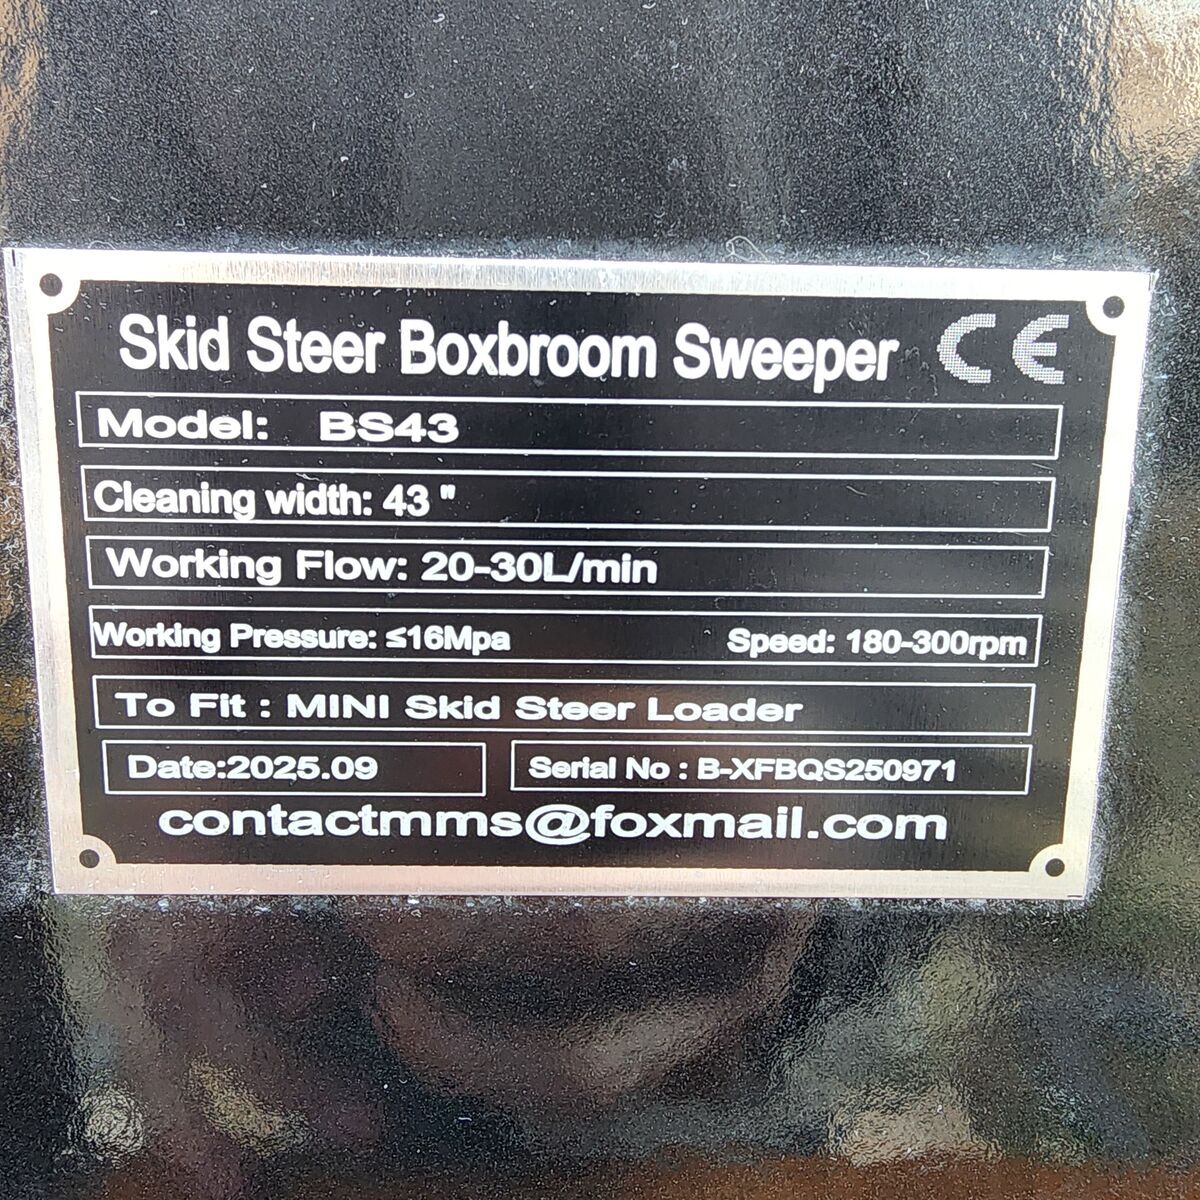 Skid Steer Boxbroom Sweeper CE
Model: BS43
Cleaning width: 43 "
Working Flow: 20-30L/min
Working Pressure: ≤16Mpa Speed: 180-300rpm
To Fit : MINI Skid Steer Loader
Date:2025.09 Serial No : B-XFBQS250971
contactmms@foxmail.com